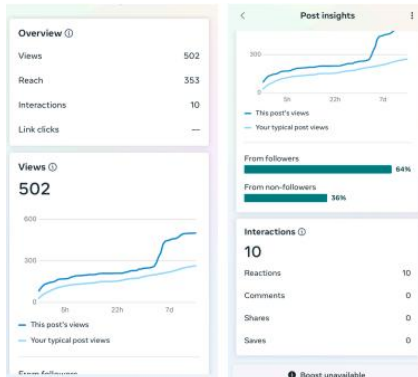 Overview
Views 502
Reach 353
Interactions 10
Link clicks —
Views
502
600
300
0
5h 22h 7d
This post's views
Your typical post views
From followers
Post insights
300
0
5h 22h 7d
This post's views
Your typical post views
From followers
64%
From non-followers
36%
Interactions
10
Reactions 10
Comments 0
Shares 0
Saves 0
Boost unavailable